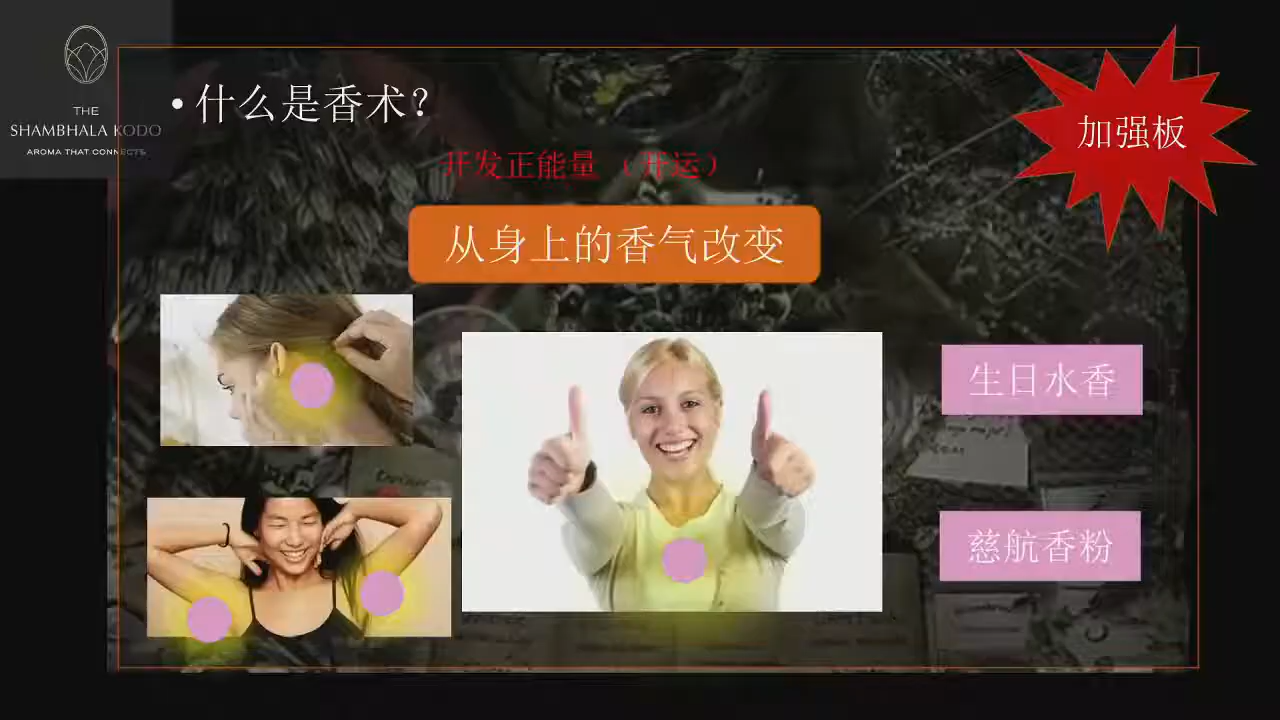 THE
SHAMBHALA KODO
AROMA THAT CONNECTS
• 什么是香术？
加强板
开发正能量（开运）
从身上的香气改变
生日水香
慈航香粉